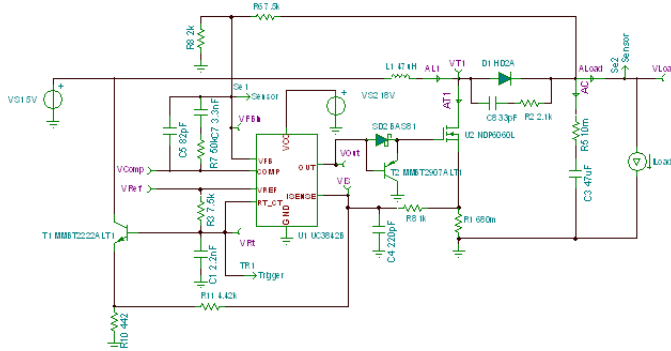 R6 7.5k
R8 2k
VS1 5V
L1 47uH
AL1
VT1
D1 HD2A
ALoad
Se2
Sensor
VLoad
Se1
Sensor
VS2 18V
AT1
C8 33pF
R2 2.1k
AC
C5 82pF
C7 3.3nF
R7 50k
VCC
SD2 BAS81
U2 NDP6060L
R5 10m
VComp
VFB
COMP
OUT
VOut
T2 MMBT2907ALT1
ILoad
VRef
VREF
RT_CT
ISENSE
VIS
C3 47uF
GND
R3 7.5k
U1 UC3842B
R1 680m
T1 MMBT2222ALT1
VRt
C4 220pF
C1 2.2nF
TR1
Trigger
R11 4.42k
R10 442